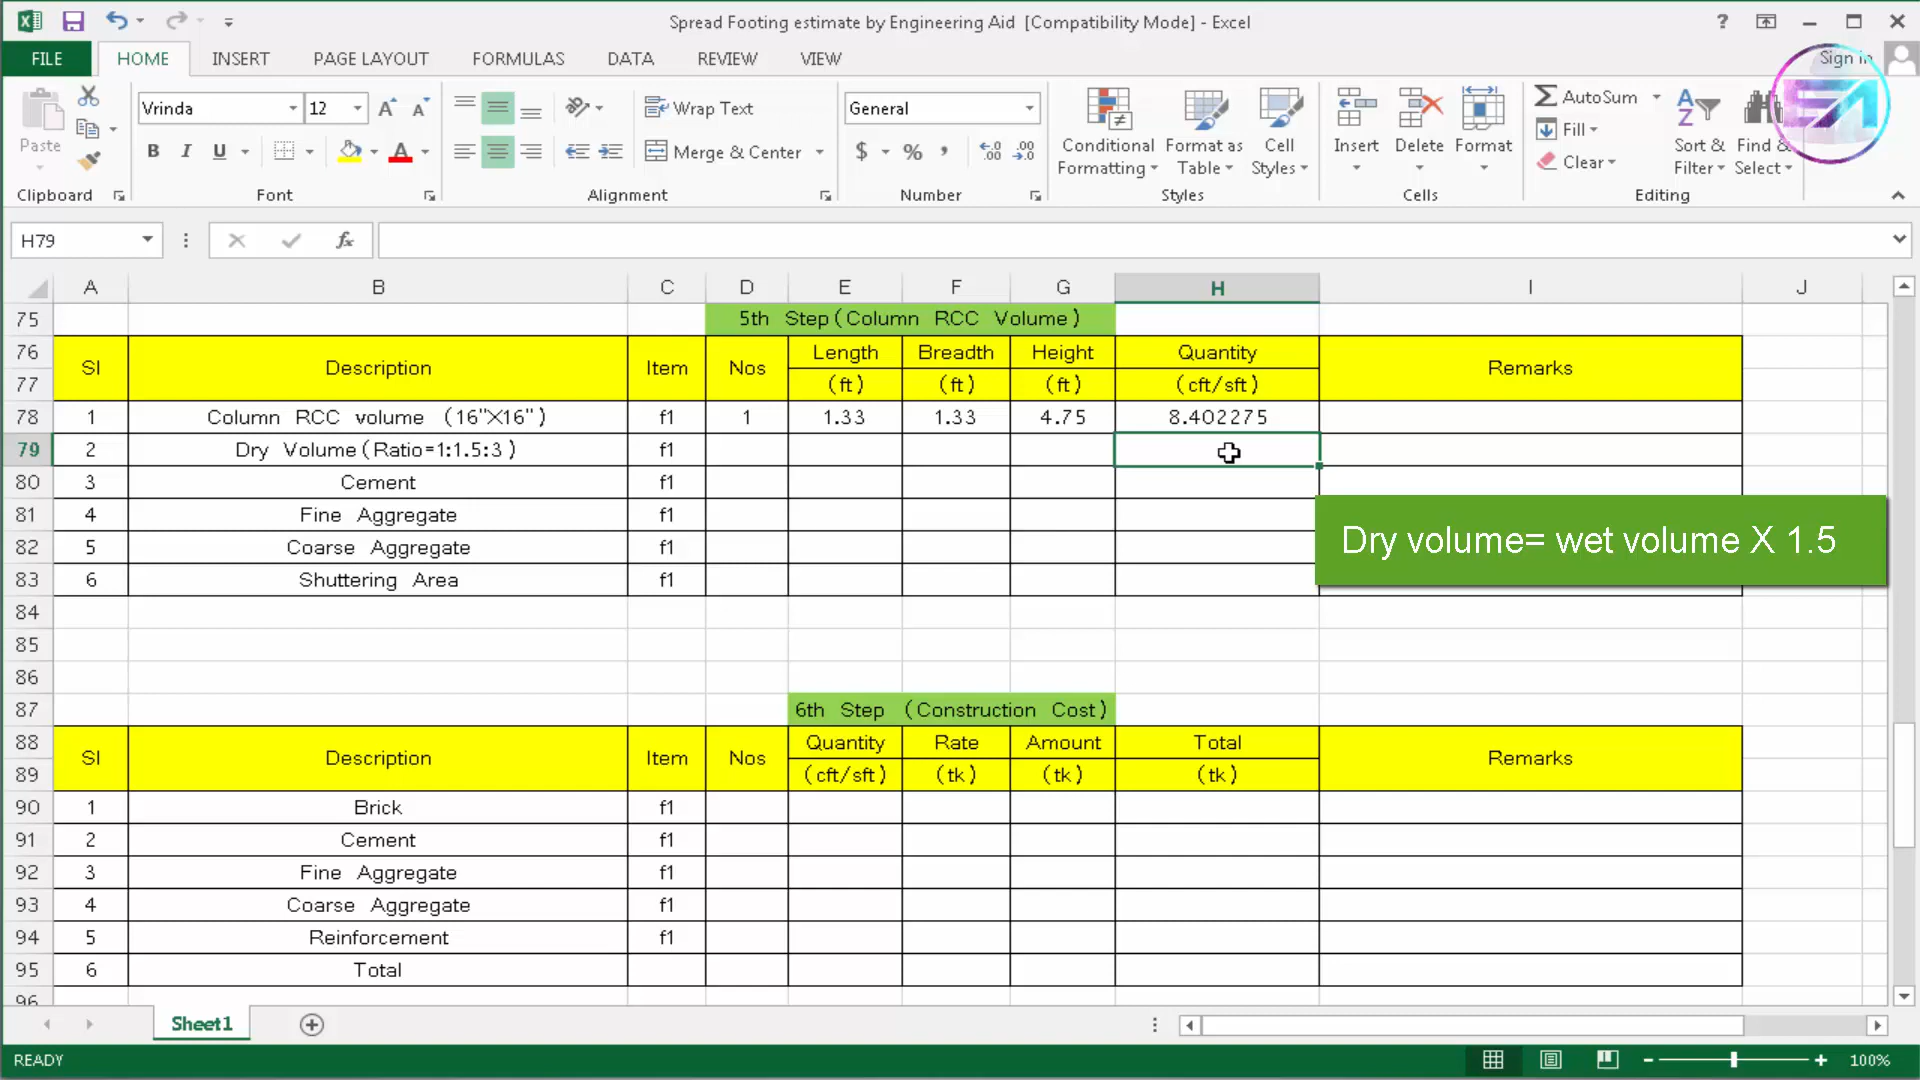 Spread Footing estimate by Engineering Aid [Compatibility Mode] - Excel
?
FILE HOME INSERT PAGE LAYOUT FORMULAS DATA REVIEW VIEW Sign in
Paste
Vrinda 12 A A
Wrap Text
General
B I U A
Merge & Center
$ % , .00 .00
Conditional Formatting
Format as Table
Cell Styles
Insert Delete Format
AutoSum
Fill
Clear
Sort & Filter
Find & Select
EA
Clipboard Font Alignment Number Styles Cells Editing
H79 fx
A B C D E F G H I J
75 5th Step(Column RCC Volume)
76 Sl Description Item Nos Length Breadth Height Quantity Remarks
77 (ft) (ft) (ft) (cft/sft)
78 1 Column RCC volume (16"X16") f1 1 1.33 1.33 4.75 8.402275
79 2 Dry Volume(Ratio=1:1.5:3) f1
80 3 Cement f1
81 4 Fine Aggregate f1
82 5 Coarse Aggregate f1
83 6 Shuttering Area f1
Dry volume= wet volume X 1.5
84
85
86
87 6th Step (Construction Cost)
88 Sl Description Item Nos Quantity Rate Amount Total Remarks
89 (cft/sft) (tk) (tk) (tk)
90 1 Brick f1
91 2 Cement f1
92 3 Fine Aggregate f1
93 4 Coarse Aggregate f1
94 5 Reinforcement f1
95 6 Total
96
Sheet1
READY 100%